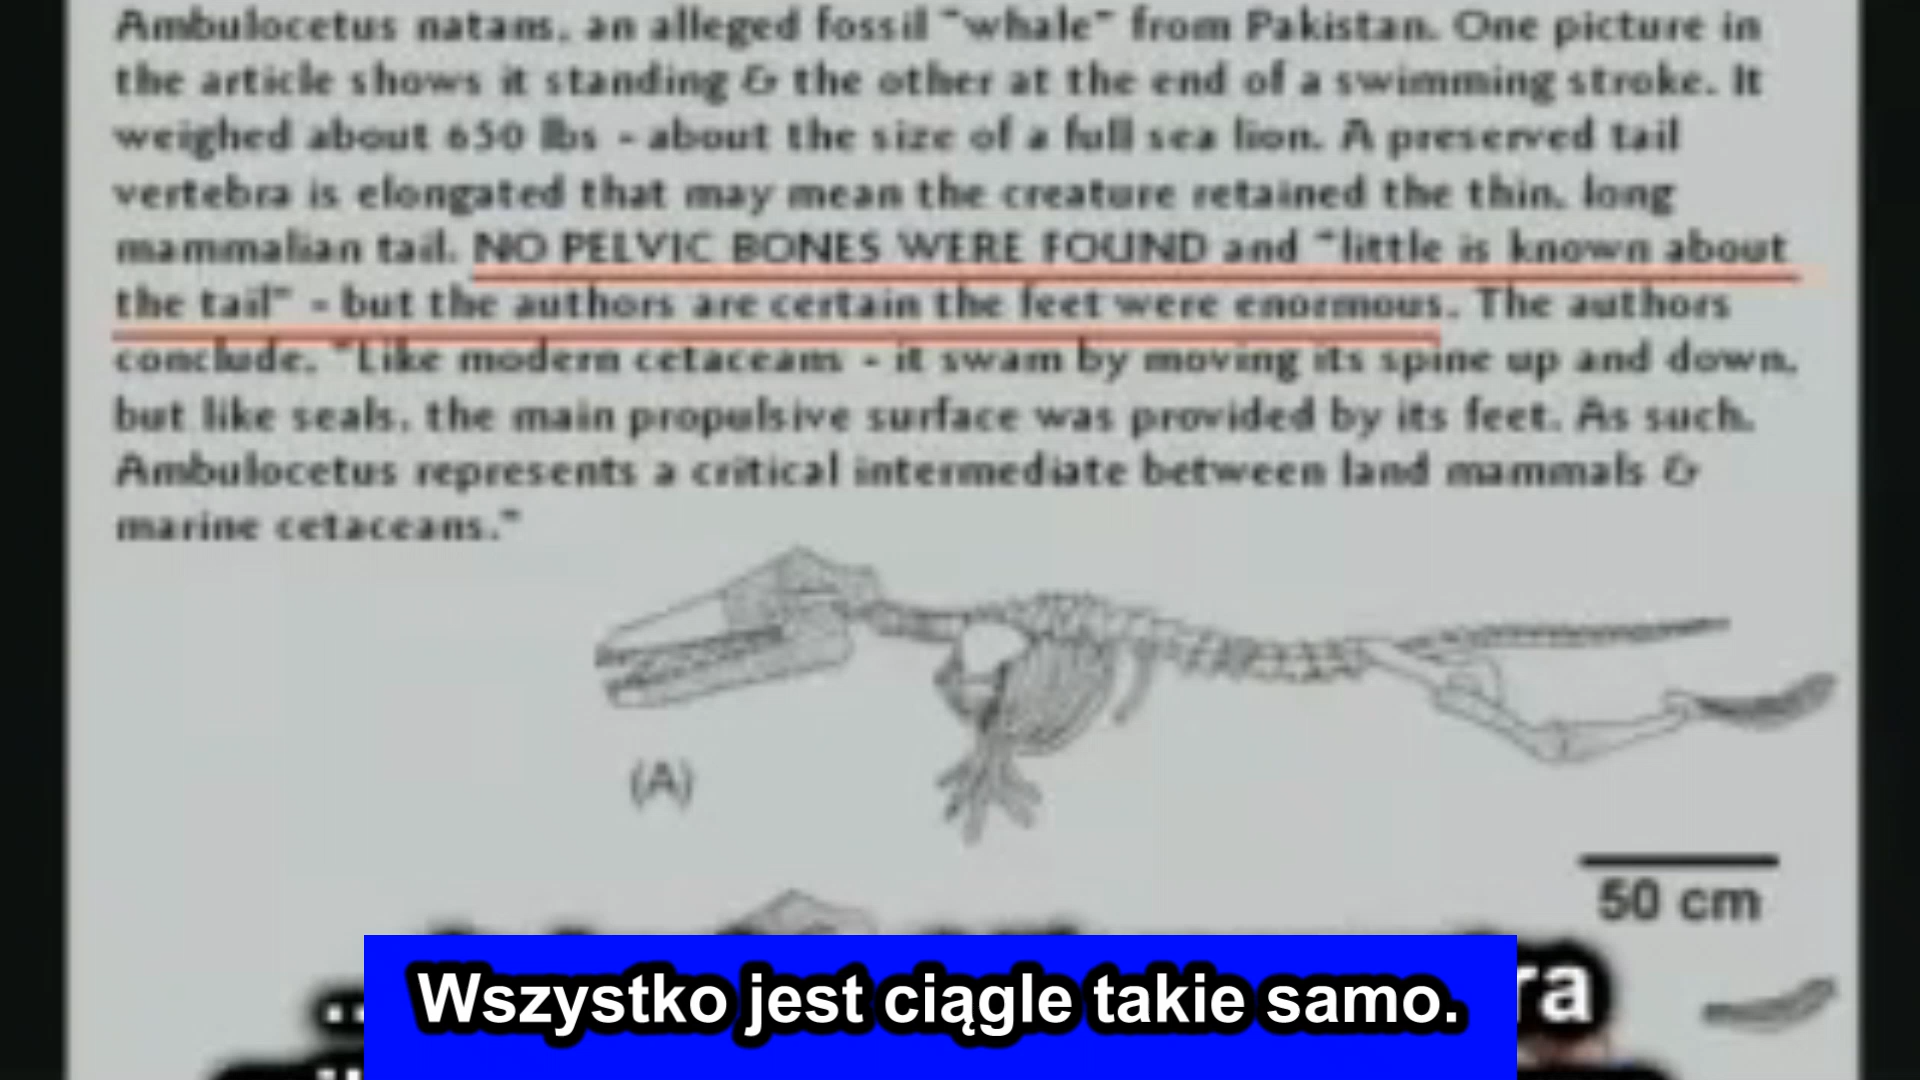 Ambulocetus natans, an alleged fossil "whale" from Pakistan. One picture in
the article shows it standing & the other at the end of a swimming stroke. It
weighed about 650 lbs - about the size of a full sea lion. A preserved tail
vertebra is elongated that may mean the creature retained the thin, long
mammalian tail. NO PELVIC BONES WERE FOUND and "little is known about
the tail" - but the authors are certain the feet were enormous. The authors
conclude, "Like modern cetaceans - it swam by moving its spine up and down,
but like seals, the main propulsive surface was provided by its feet. As such,
Ambulocetus represents a critical intermediate between land mammals &
marine cetaceans."
(A)
50 cm
Wszystko jest ciągle takie samo.